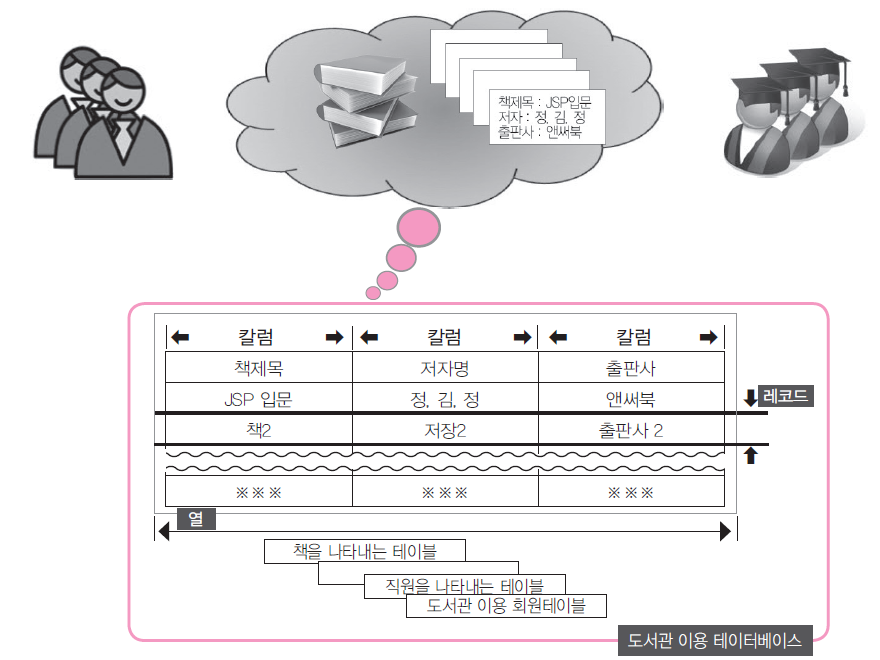 책제목 : JSP입문
저자 : 정, 김, 정
출판사 : 앤써북
칼럼 칼럼 칼럼
책제목 저자명 출판사
JSP 입문 정, 김, 정 앤써북
레코드
책2 저장2 출판사 2
※※※ ※※※ ※※※
열
책을 나타내는 테이블
직원을 나타내는 테이블
도서관 이용 회원테이블
도서관 이용 테이터베이스